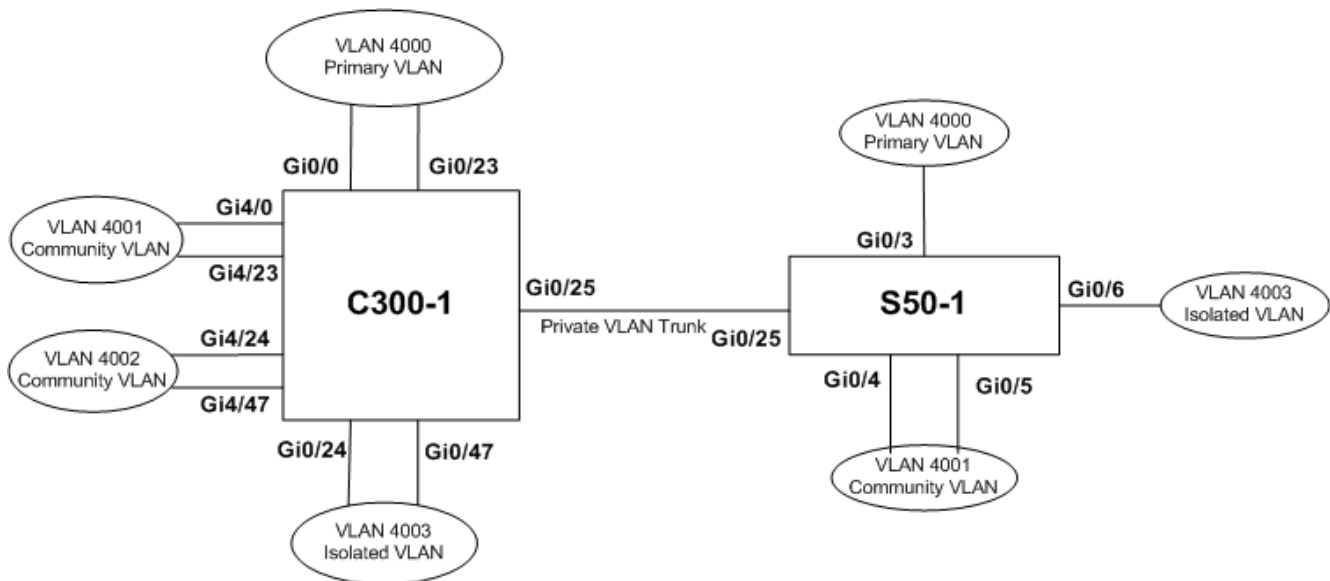 VLAN 4000
Primary VLAN
VLAN 4000
Primary VLAN
Gi0/0
Gi0/23
Gi4/0
VLAN 4001
Community VLAN
Gi4/23
Gi0/3
C300-1
Gi0/25
Private VLAN Trunk
Gi0/25
S50-1
Gi0/6
VLAN 4003
Isolated VLAN
Gi4/24
VLAN 4002
Community VLAN
Gi4/47
Gi0/4
Gi0/5
Gi0/24
Gi0/47
VLAN 4001
Community VLAN
VLAN 4003
Isolated VLAN